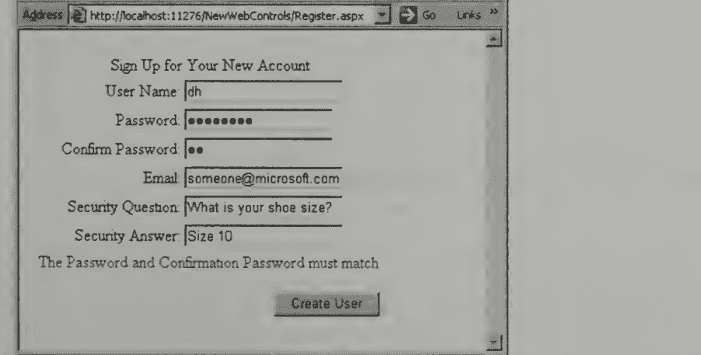 Address http://localhost:11276/NewWebControls/Register.aspx Go Links »
Sign Up for Your New Account
User Name: dh
Password: ●●●●●●●●
Confirm Password: ●●
Email: someone@microsoft.com
Security Question: What is your shoe size?
Security Answer: Size 10
The Password and Confirmation Password must match
Create User